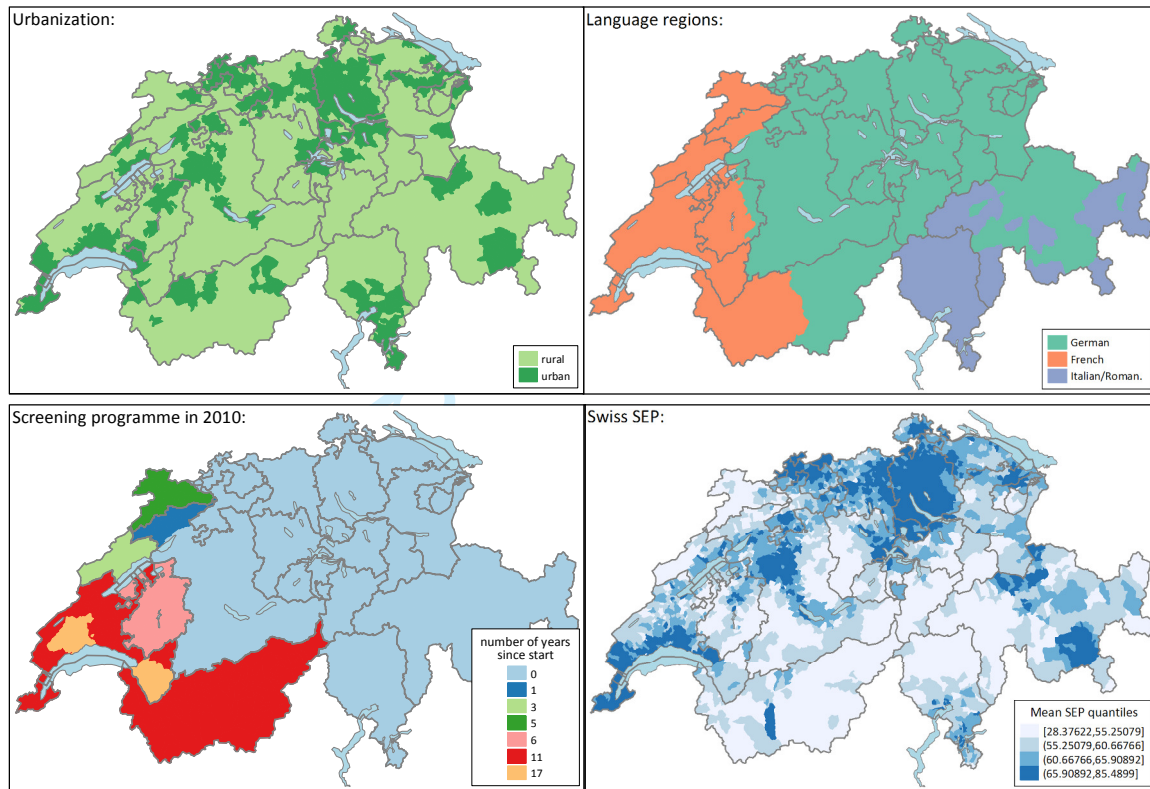 Urbanization:
rural
urban
Language regions:
German
French
Italian/Roman.
Screening programme in 2010:
number of years
since start
0
1
3
5
6
11
17
Swiss SEP:
Mean SEP quantiles
[28.37622,55.25079]
(55.25079,60.66766]
(60.66766,65.90892]
(65.90892,85.4899]